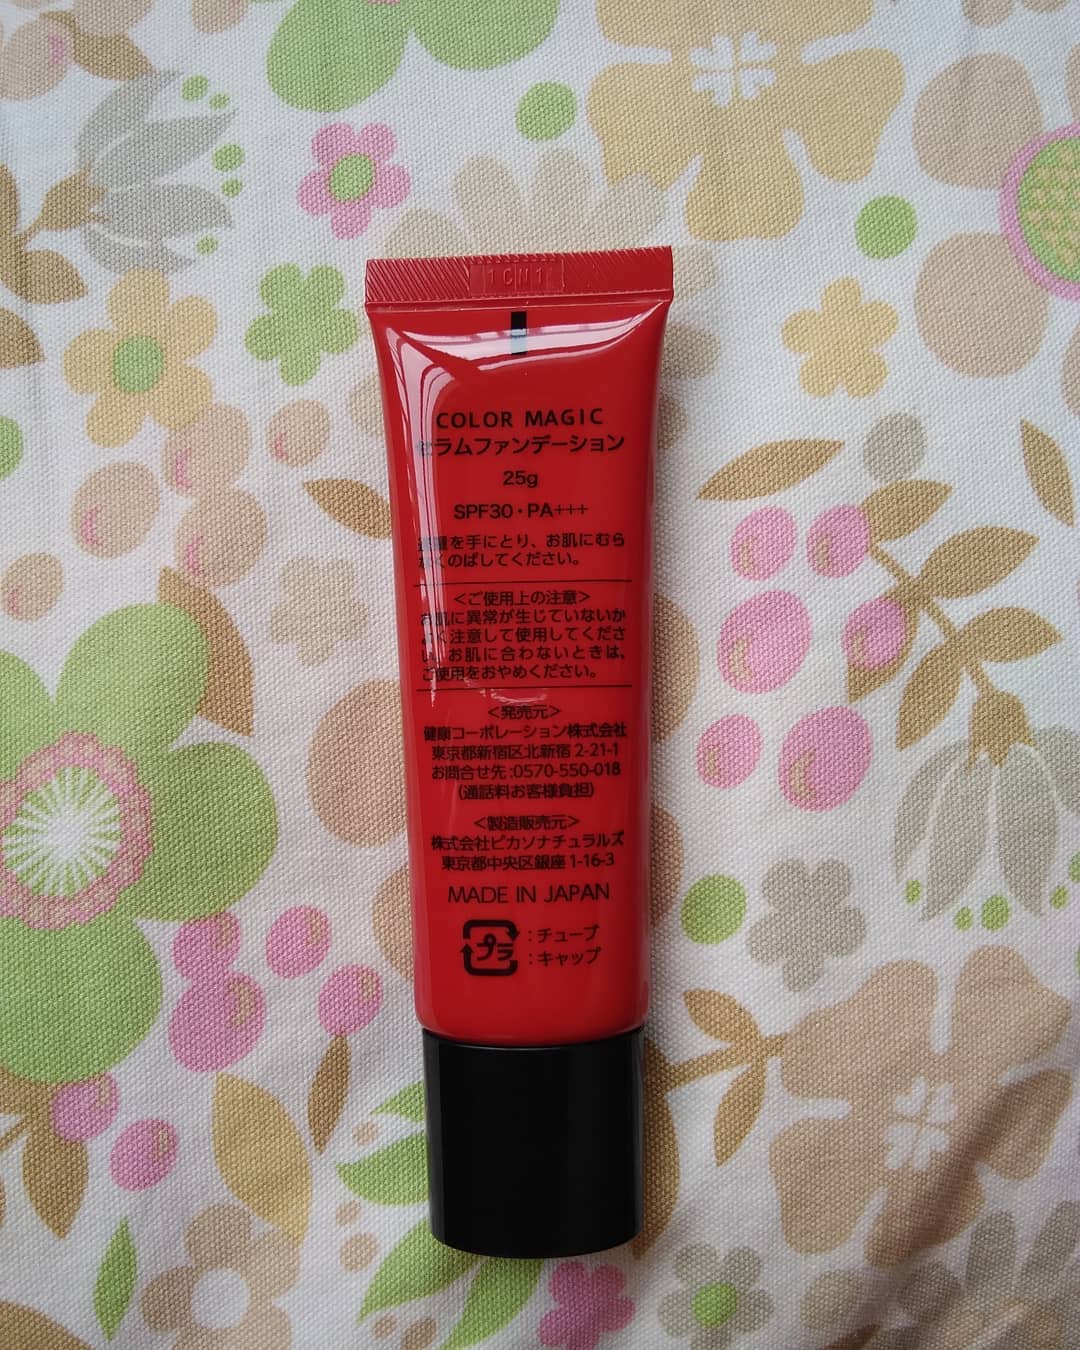 1CN1
COLOR MAGIC
セラムファンデーション
25g
SPF30・PA+++
適量を手にとり、お肌にむら
なくのばしてください。
＜ご使用上の注意＞
お肌に異常が生じていないか
よく注意して使用してくださ
い。お肌に合わないときは、
ご使用をおやめください。
＜発売元＞
健康コーポレーション株式会社
東京都新宿区北新宿 2-21-1
お問合せ先:0570-550-018
(通話料お客様負担)
＜製造販売元＞
株式会社ピカソナチュラルズ
東京都中央区銀座 1-16-3
MADE IN JAPAN
プラ
:チューブ
:キャップ